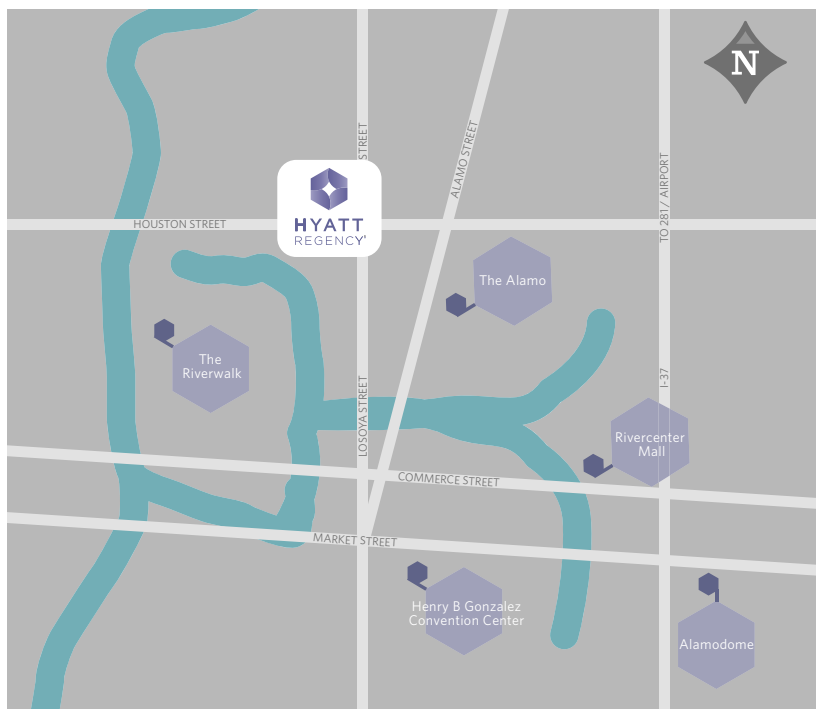 N
STREET
ALAMO STREET
TO 281 / AIRPORT
HYATT
REGENCY
HOUSTON STREET
The Alamo
The
Riverwalk
I-37
LOSOYA STREET
Rivercenter
Mall
COMMERCE STREET
MARKET STREET
Henry B Gonzalez
Convention Center
Alamodome